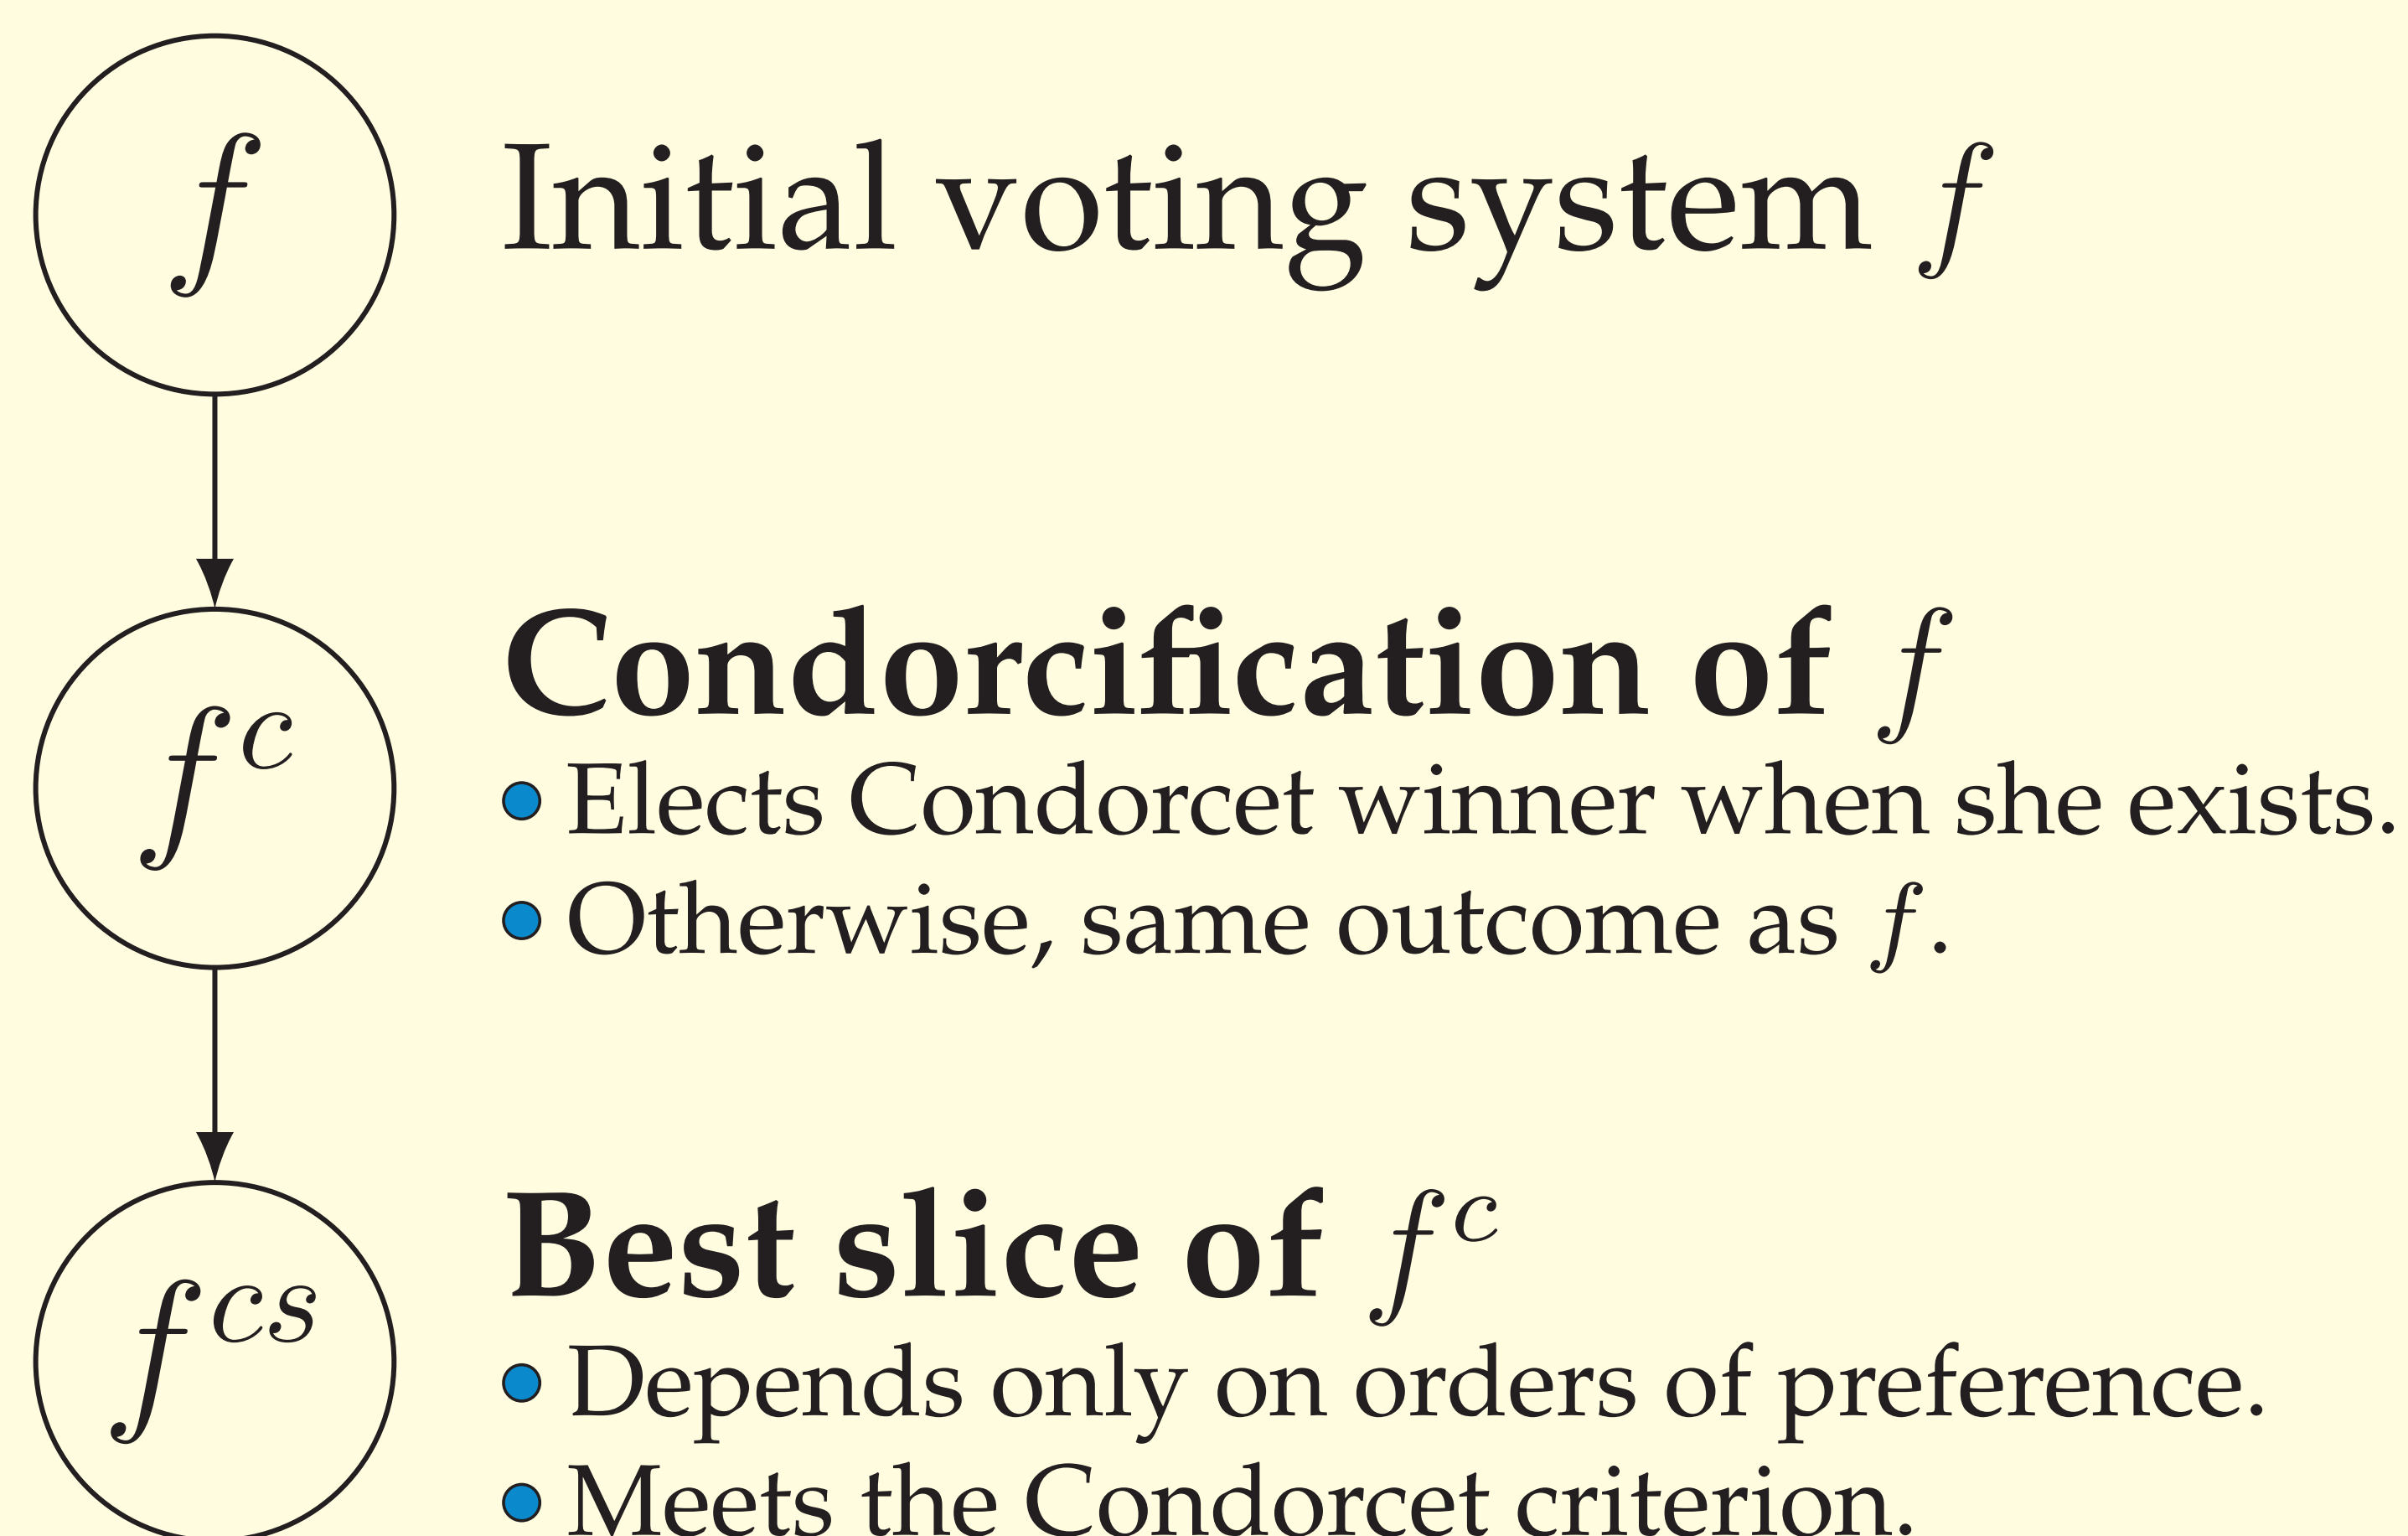 f
Initial voting system f
f^c
Condorcification of f
• Elects Condorcet winner when she exists.
• Otherwise, same outcome as f.
f^cs
Best slice of f^c
• Depends only on orders of preference.
• Meets the Condorcet criterion.